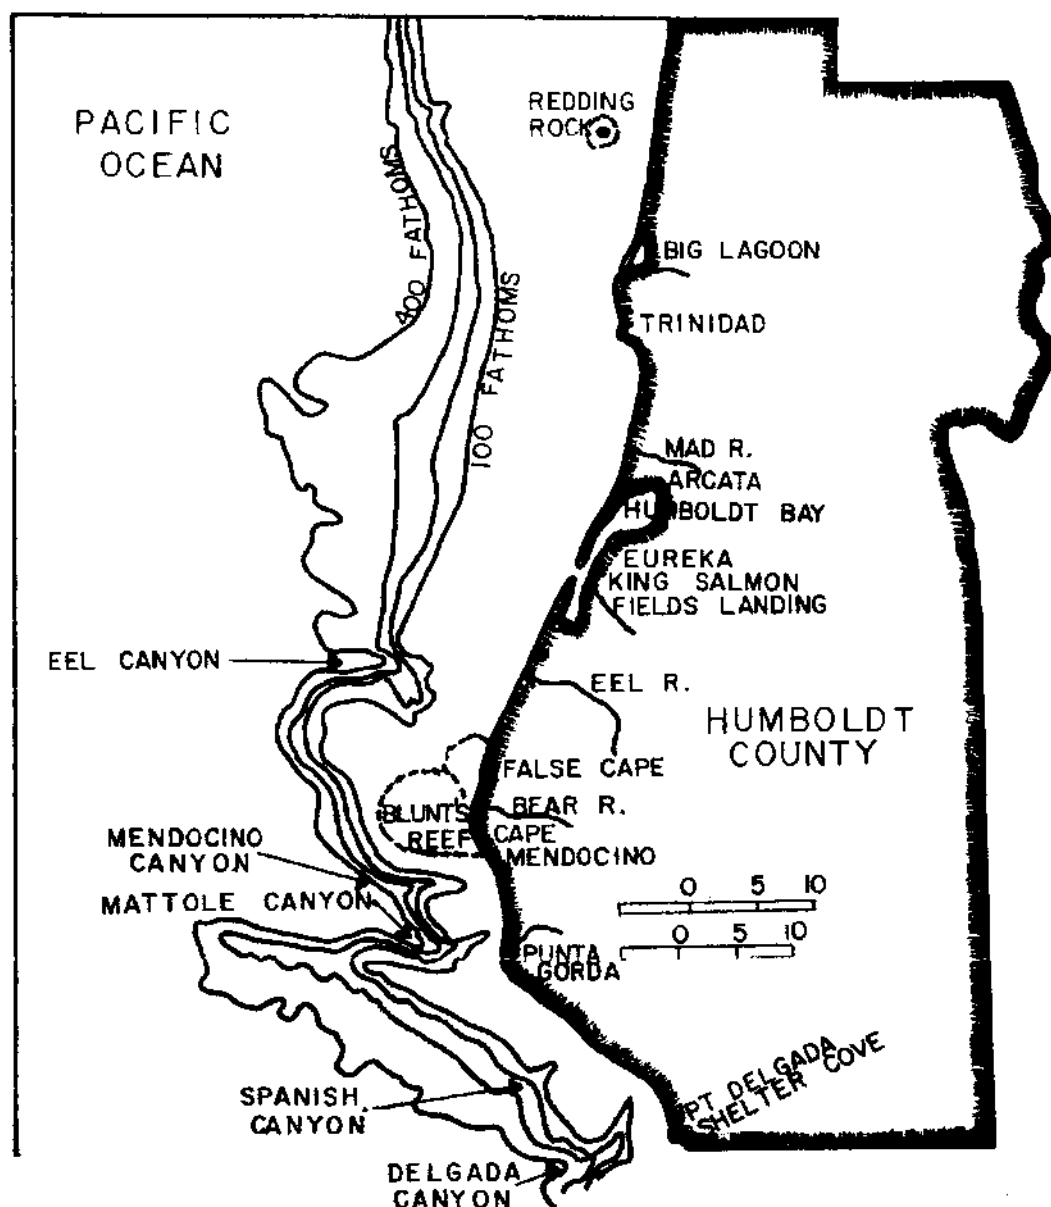 PACIFIC
OCEAN
REDDING
ROCK
400 FATHOMS
100 FATHOMS
BIG LAGOON
TRINIDAD
MAD R.
ARCATA
HUMBOLDT BAY
EUREKA
KING SALMON
FIELDS LANDING
EEL CANYON
EEL R.
HUMBOLDT
COUNTY
FALSE CAPE
BLUNTS
REEF
BEAR R.
CAPE
MENDOCINO
MENDOCINO
CANYON
MATTOLE CANYON
0 5 10
0 5 10
PUNTA
GORDA
PT DELGADA
SHELTER COVE
SPANISH
CANYON
DELGADA
CANYON